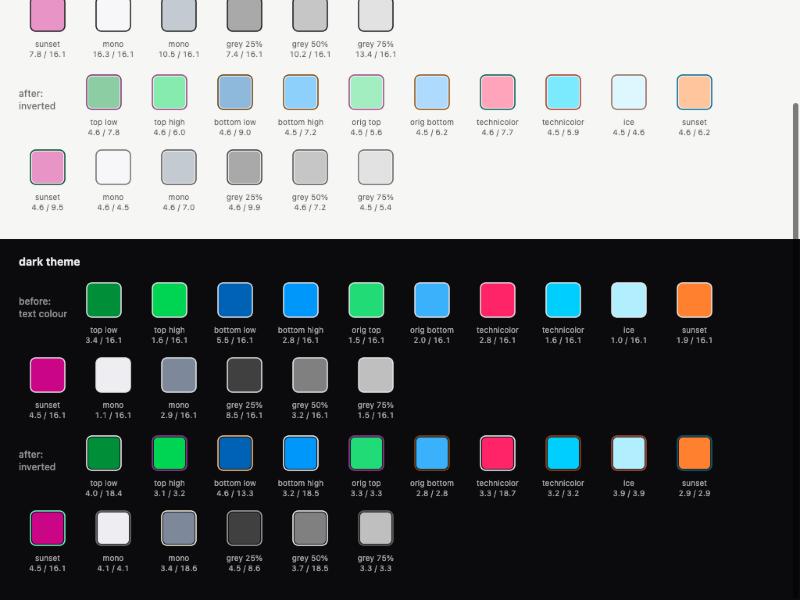 sunset mono mono grey 25% grey 50% grey 75%
7.8 / 16.1 16.3 / 16.1 10.5 / 16.1 7.4 / 16.1 10.2 / 16.1 13.4 / 16.1
after:
inverted
top low top high bottom low bottom high orig top orig bottom technicolor technicolor ice sunset
4.6 / 7.8 4.6 / 6.0 4.6 / 9.0 4.5 / 7.2 4.5 / 5.6 4.5 / 6.2 4.6 / 7.7 4.5 / 5.9 4.5 / 4.6 4.6 / 6.2
sunset mono mono grey 25% grey 50% grey 75%
4.6 / 9.5 4.6 / 4.5 4.6 / 7.0 4.6 / 9.9 4.6 / 7.2 4.5 / 5.4
dark theme
before:
text colour
top low top high bottom low bottom high orig top orig bottom technicolor technicolor ice sunset
3.4 / 16.1 1.6 / 16.1 5.5 / 16.1 2.8 / 16.1 1.5 / 16.1 2.0 / 16.1 2.8 / 16.1 1.6 / 16.1 1.0 / 16.1 1.9 / 16.1
sunset mono mono grey 25% grey 50% grey 75%
4.5 / 16.1 1.1 / 16.1 2.9 / 16.1 8.5 / 16.1 3.2 / 16.1 1.5 / 16.1
after:
inverted
top low top high bottom low bottom high orig top orig bottom technicolor technicolor ice sunset
4.0 / 18.4 3.1 / 3.2 4.6 / 13.3 3.2 / 18.5 3.3 / 3.3 2.8 / 2.8 3.3 / 18.7 3.2 / 3.2 3.9 / 3.9 2.9 / 2.9
sunset mono mono grey 25% grey 50% grey 75%
4.5 / 16.1 4.1 / 4.1 3.4 / 18.6 4.5 / 8.6 3.7 / 18.5 3.3 / 3.3